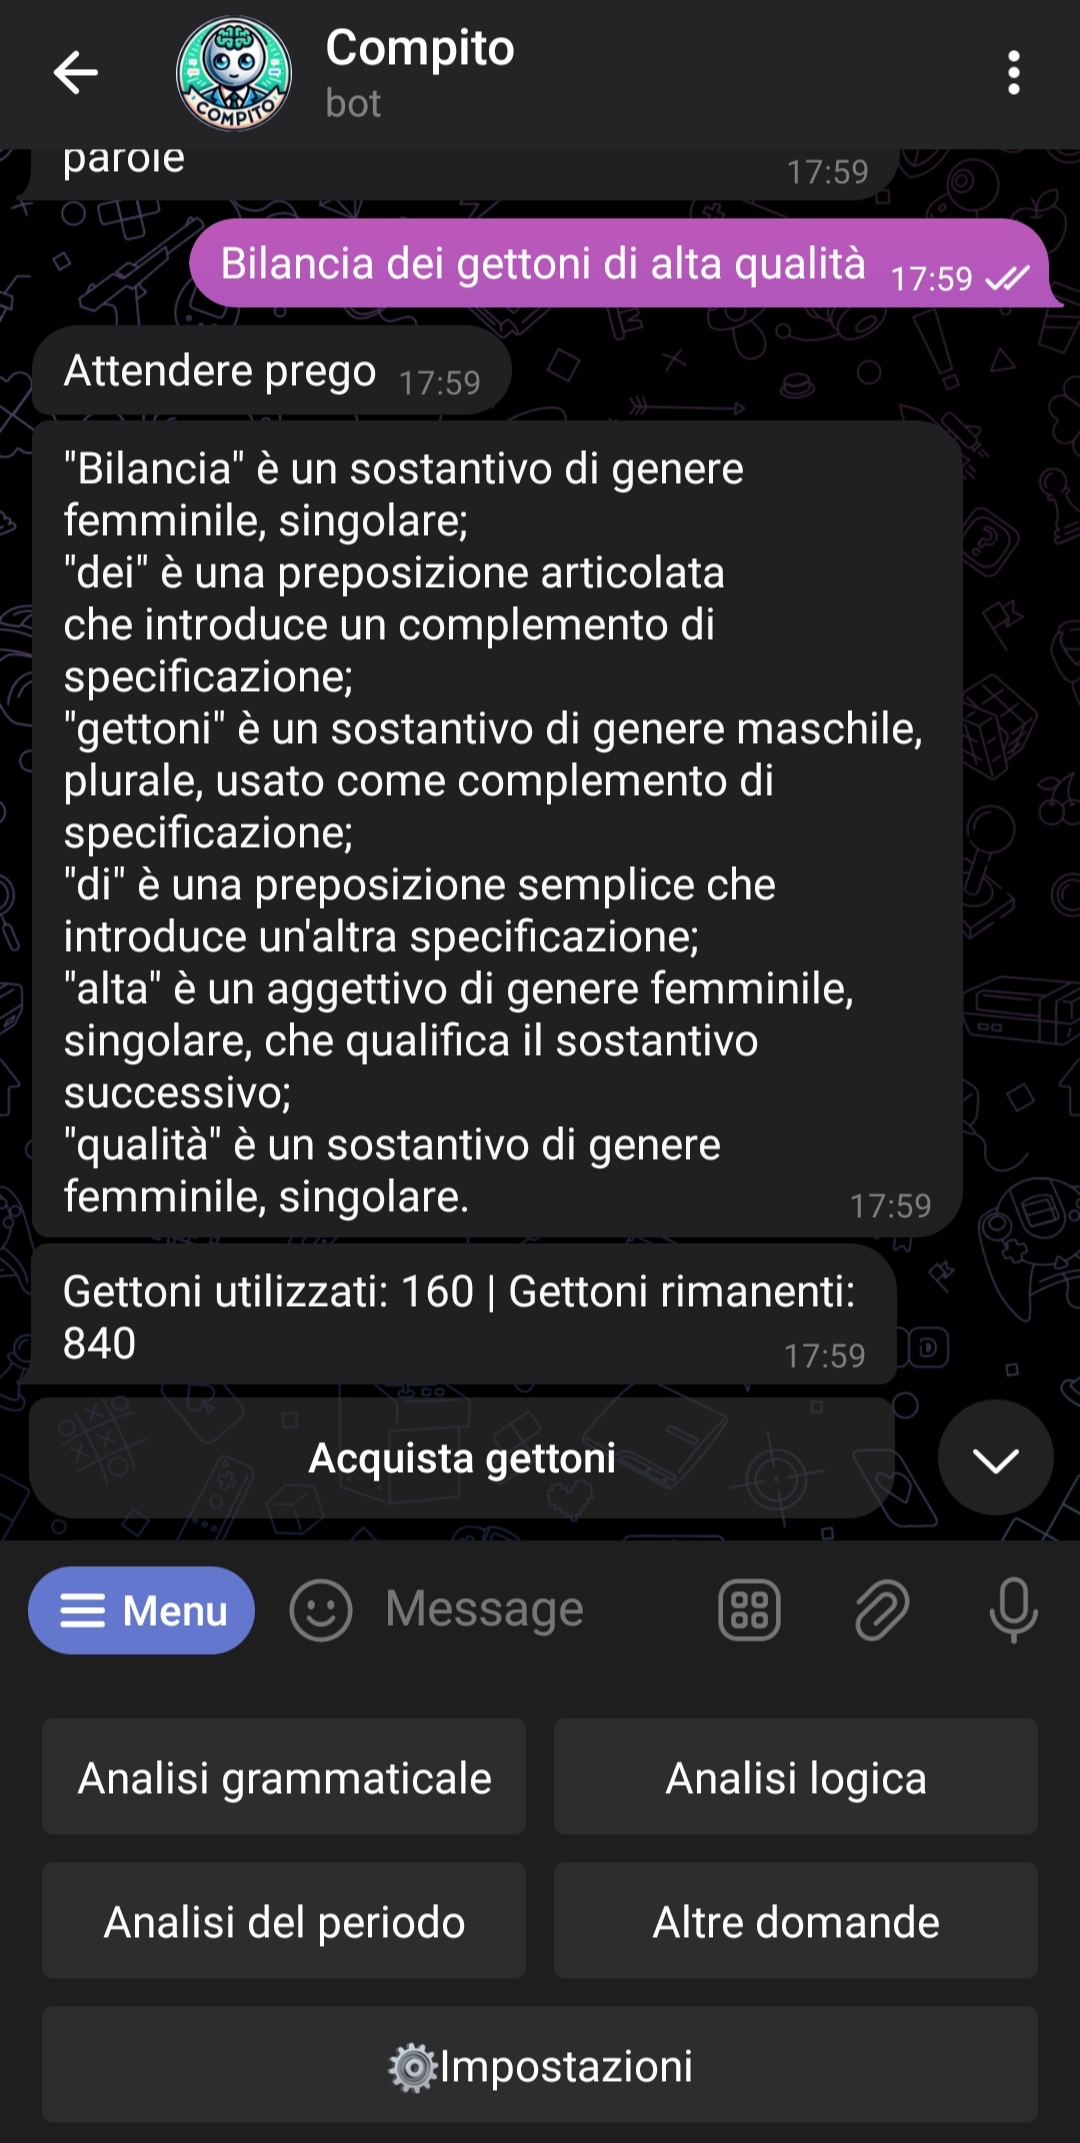 Compito
bot
COMPITO
parole
17:59
Bilancia dei gettoni di alta qualità 17:59
Attendere prego 17:59
"Bilancia" è un sostantivo di genere
femminile, singolare;
"dei" è una preposizione articolata
che introduce un complemento di
specificazione;
"gettoni" è un sostantivo di genere maschile,
plurale, usato come complemento di
specificazione;
"di" è una preposizione semplice che
introduce un'altra specificazione;
"alta" è un aggettivo di genere femminile,
singolare, che qualifica il sostantivo
successivo;
"qualità" è un sostantivo di genere
femminile, singolare.
17:59
Gettoni utilizzati: 160 | Gettoni rimanenti:
840
17:59
Acquista gettoni
Menu Message
Analisi grammaticale Analisi logica
Analisi del periodo Altre domande
Impostazioni